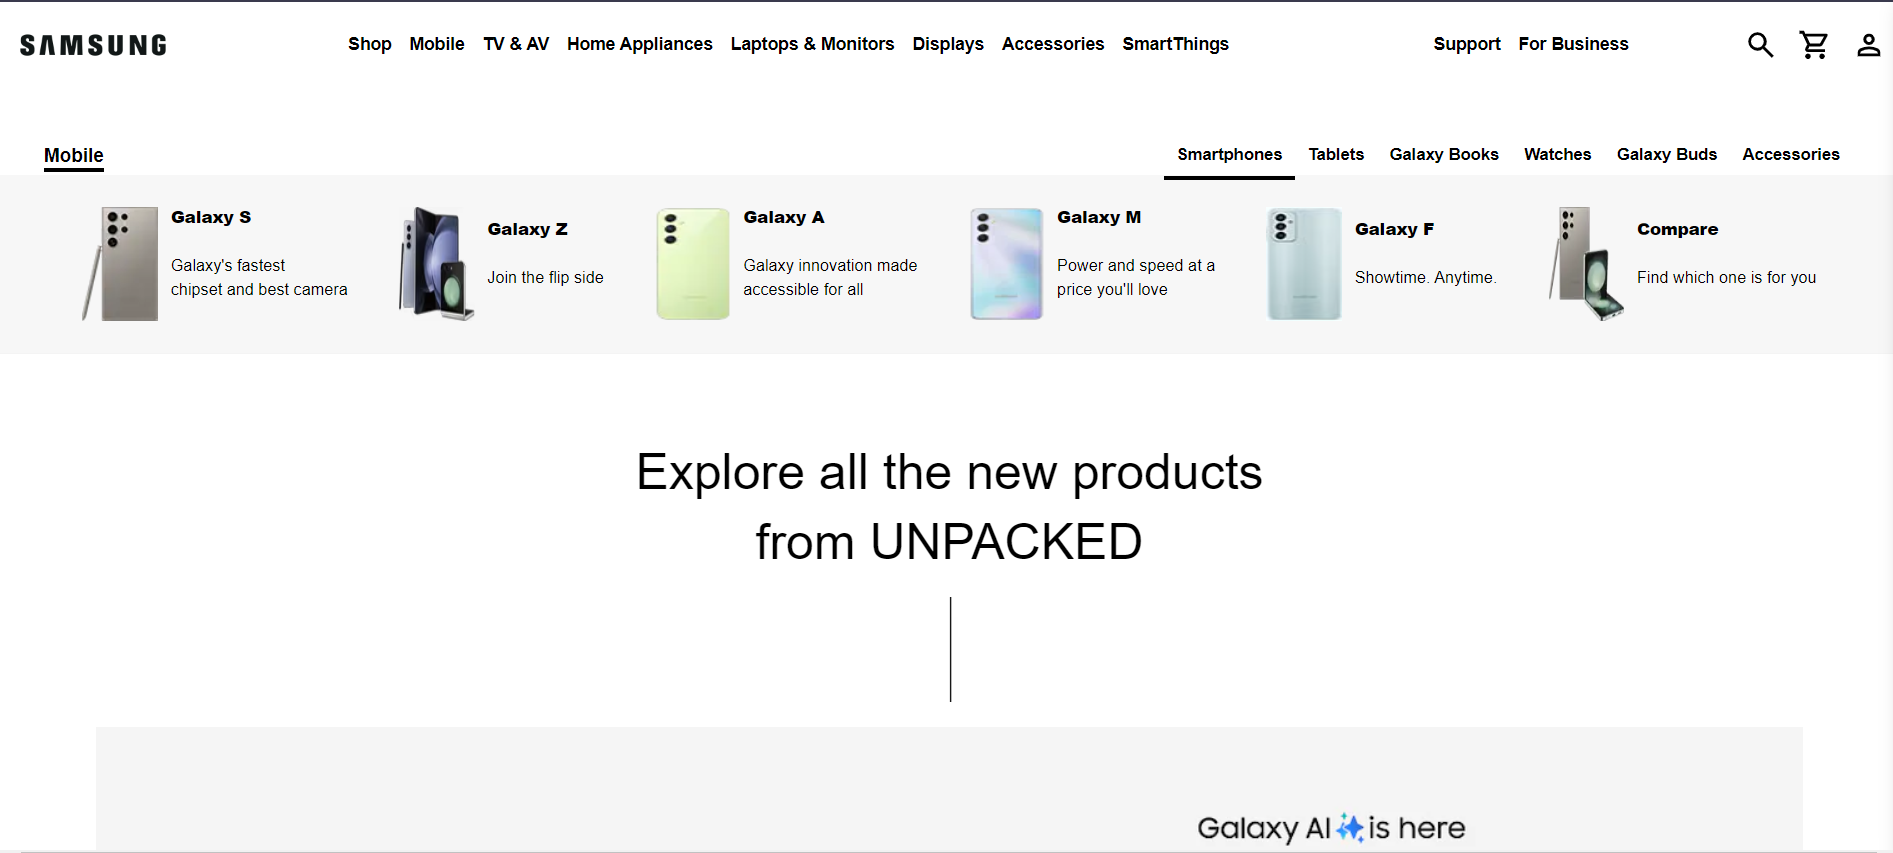 SAMSUNG
Shop Mobile TV & AV Home Appliances Laptops & Monitors Displays Accessories SmartThings Support For Business
Mobile
Smartphones Tablets Galaxy Books Watches Galaxy Buds Accessories
Galaxy S
Galaxy's fastest
chipset and best camera
Galaxy Z
Join the flip side
Galaxy A
Galaxy innovation made
accessible for all
Galaxy M
Power and speed at a
price you'll love
Galaxy F
Showtime. Anytime.
Compare
Find which one is for you
Explore all the new products
from UNPACKED
Galaxy AI is here